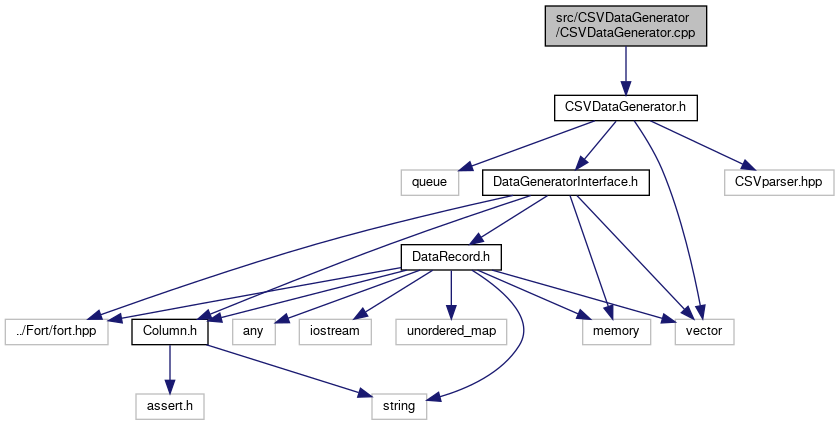 src/CSVDataGenerator
/CSVDataGenerator.cpp
CSVDataGenerator.h
queue
DataGeneratorInterface.h
CSVparser.hpp
DataRecord.h
../Fort/fort.hpp
Column.h
any
iostream
unordered_map
memory
vector
assert.h
string